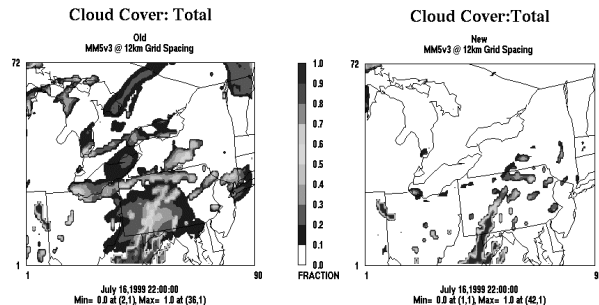 Cloud Cover: Total
Old
MM5v3 @ 12km Grid Spacing
72
1
1
90
July 16,1999 22:00:00
Min= 0.0 at (2,1), Max= 1.0 at (36,1)
1.0
0.9
0.8
0.7
0.6
0.5
0.4
0.3
0.2
0.1
0.0
FRACTION
Cloud Cover:Total
New
MM5v3 @ 12km Grid Spacing
72
1
1
9
July 16,1999 22:00:00
Min= 0.0 at (1,1), Max= 1.0 at (42,1)